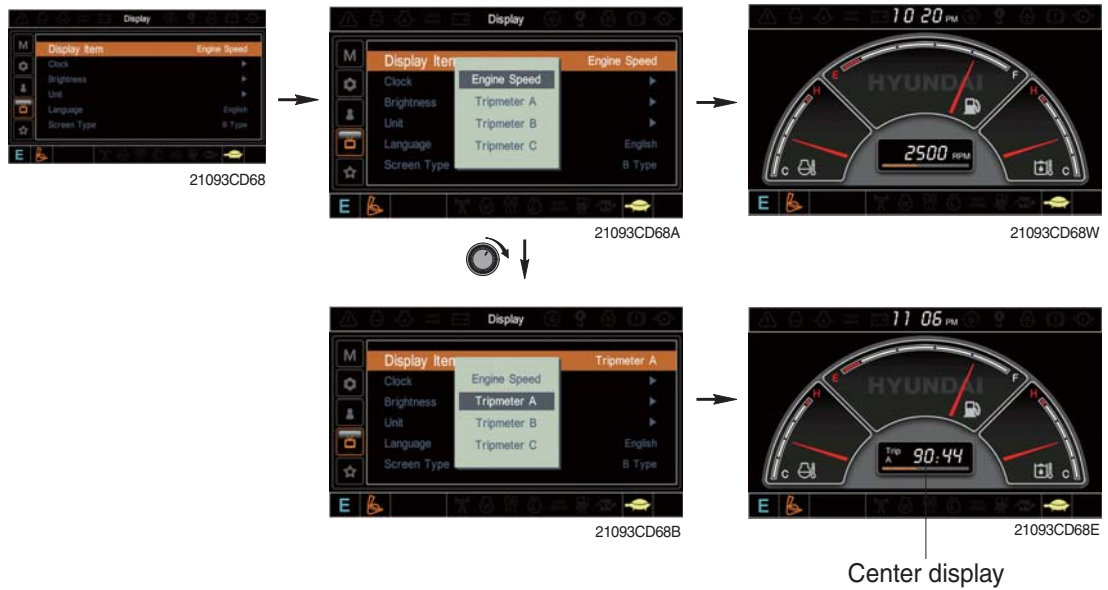 Display
M
Display Item Engine Speed
Clock
Brightness
Unit
Language English
Screen Type B Type
E
21093CD68
Display
M
Display Item Engine Speed
Clock
Brightness
Unit
Language English
Screen Type B Type
Engine Speed
Tripmeter A
Tripmeter B
Tripmeter C
E
21093CD68A
10 20 PM
HYUNDAI
E F
H H
C C
2500 RPM
E
21093CD68W
Display
M
Display Item Tripmeter A
Clock
Brightness
Unit
Language English
Screen Type B Type
Engine Speed
Tripmeter A
Tripmeter B
Tripmeter C
E
21093CD68B
11 06 PM
HYUNDAI
E F
H H
C C
Trip
A 90:44
E
21093CD68E
Center display